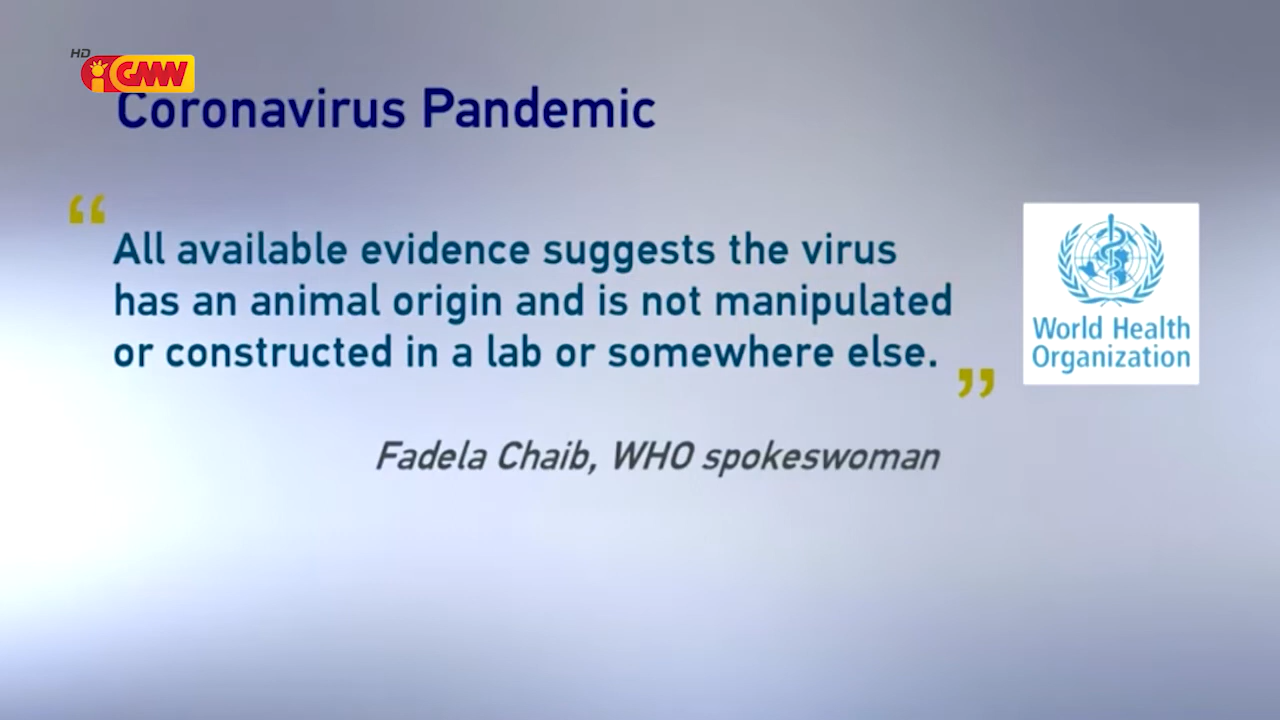 HD
iGMW
Coronavirus Pandemic
“
All available evidence suggests the virus
has an animal origin and is not manipulated
or constructed in a lab or somewhere else.
”
Fadela Chaib, WHO spokeswoman
World Health
Organization